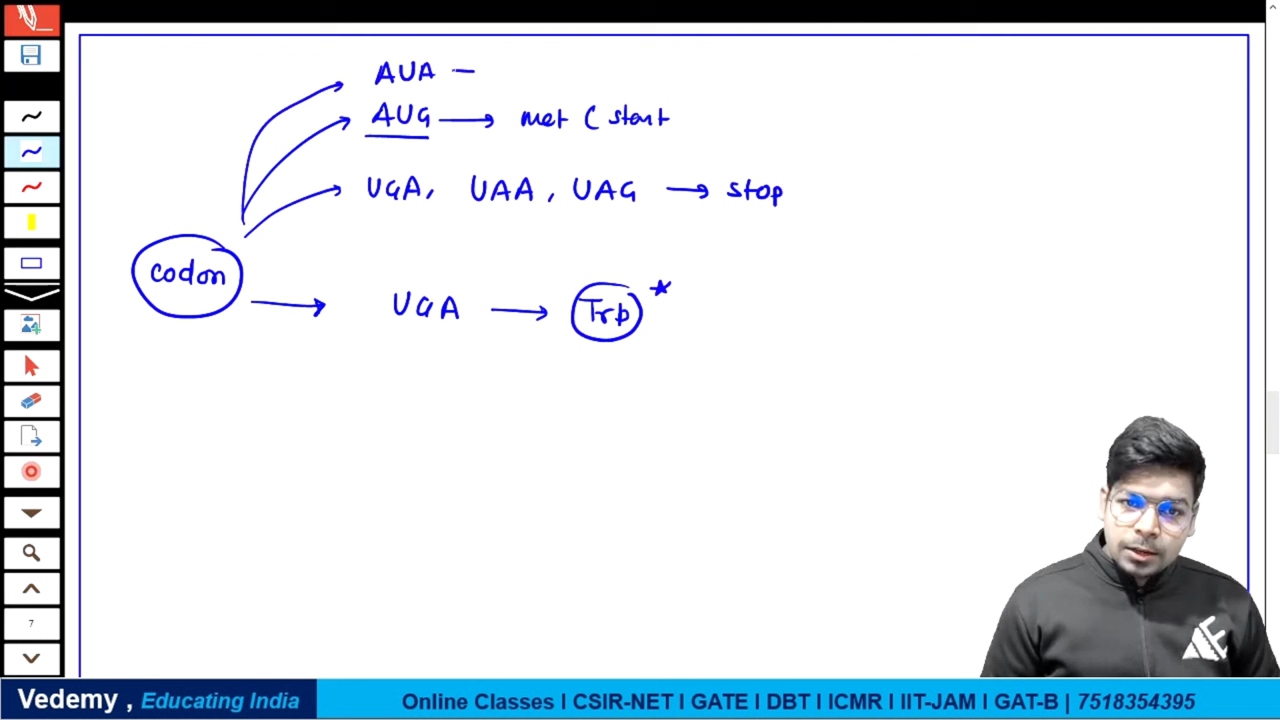 AUA -
AUG → met ( start
UGA, UAA, UAG → stop
codon
→ UGA → Trp *
7
Vedemy , Educating India
Online Classes I CSIR-NET I GATE I DBT I ICMR I IIT-JAM I GAT-B I 7518354395